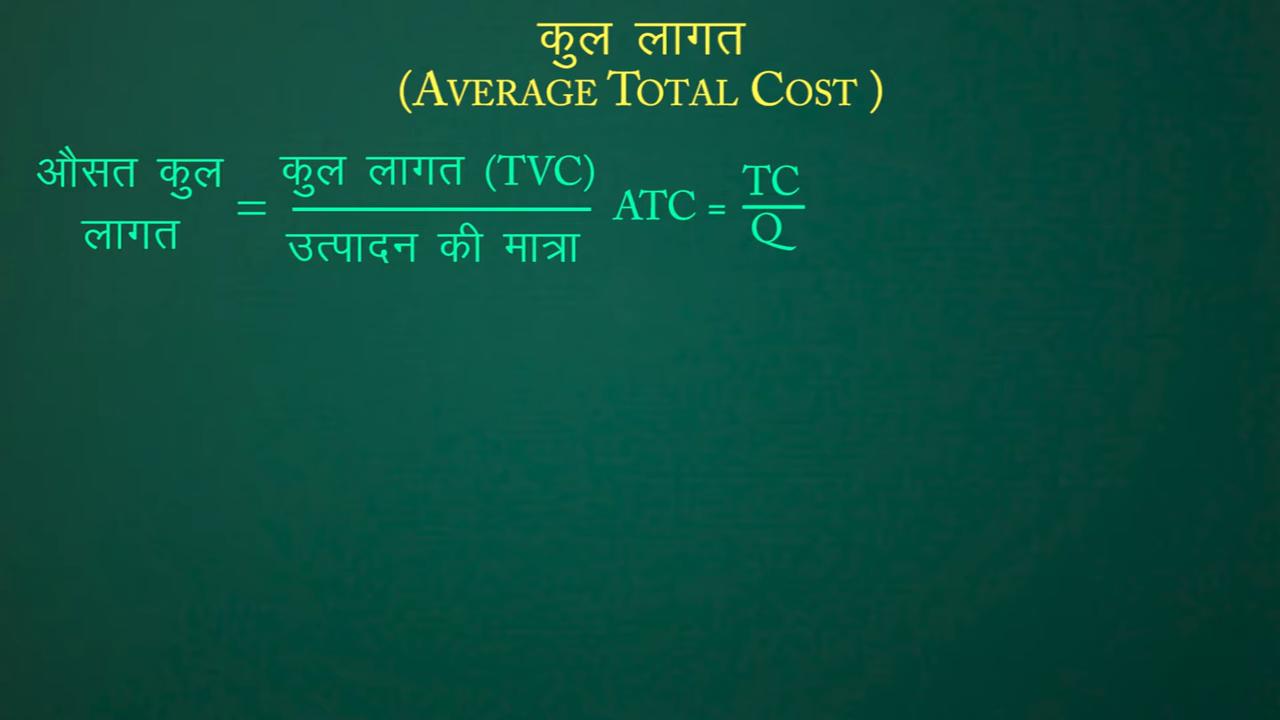 कुल लागत
(AVERAGE TOTAL COST )
औसत कुल लागत = कुल लागत (TVC) / उत्पादन की मात्रा ATC = TC / Q